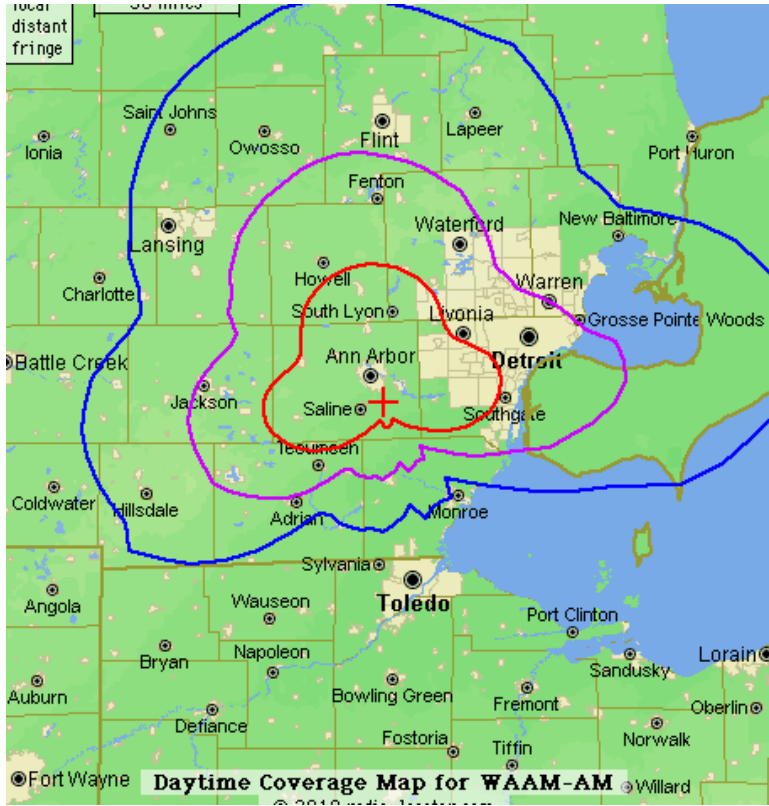 distant
fringe
Saint Johns
Ionia
Owosso
Flint
Lapeer
Port Huron
Fenton
Lansing
Waterford
New Baltimore
Charlotte
Howell
Warren
South Lyon
Livonia
Grosse Pointe Woods
Battle Creek
Ann Arbor
Detroit
Jackson
Saline
Southgate
Tecumseh
Coldwater
Hillsdale
Adrian
Monroe
Sylvania
Angola
Wauseon
Toledo
Port Clinton
Bryan
Napoleon
Sandusky
Lorain
Auburn
Bowling Green
Fremont
Oberlin
Defiance
Fostoria
Tiffin
Norwalk
Fort Wayne
Daytime Coverage Map for WAAM-AM
Willard